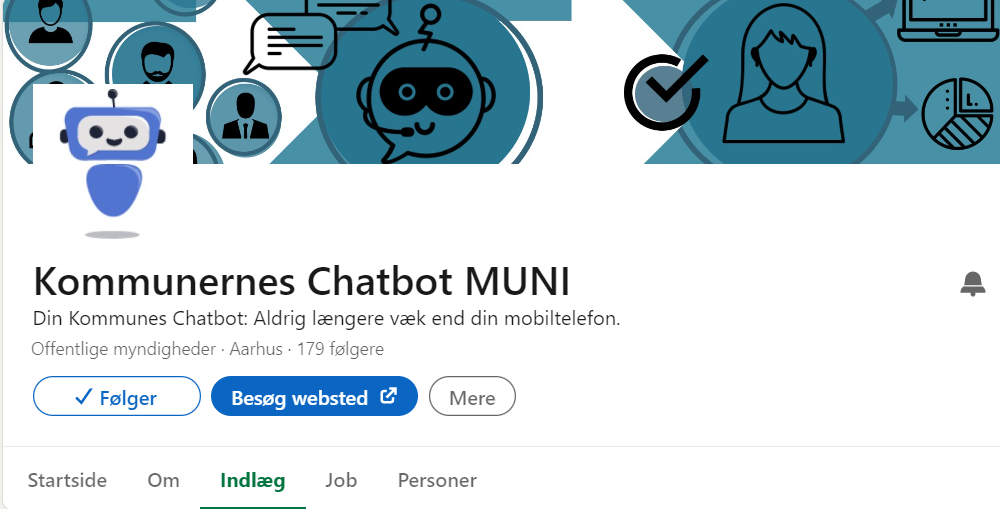 Kommunernes Chatbot MUNI
Din Kommunes Chatbot: Aldrig længere væk end din mobiltelefon.
Offentlige myndigheder · Aarhus · 179 følgere
Følger
Besøg websted
Mere
Startside Om Indlæg Job Personer